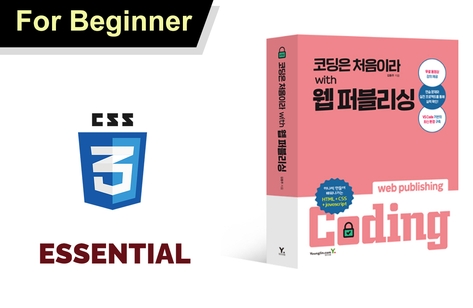 For Beginner
CSS
3
ESSENTIAL
코딩은 처음이라
with
웹 퍼블리싱
코딩은 처음이라 with 웹 퍼블리싱
HTML + CSS
+ Javascript
web publishing
Coding